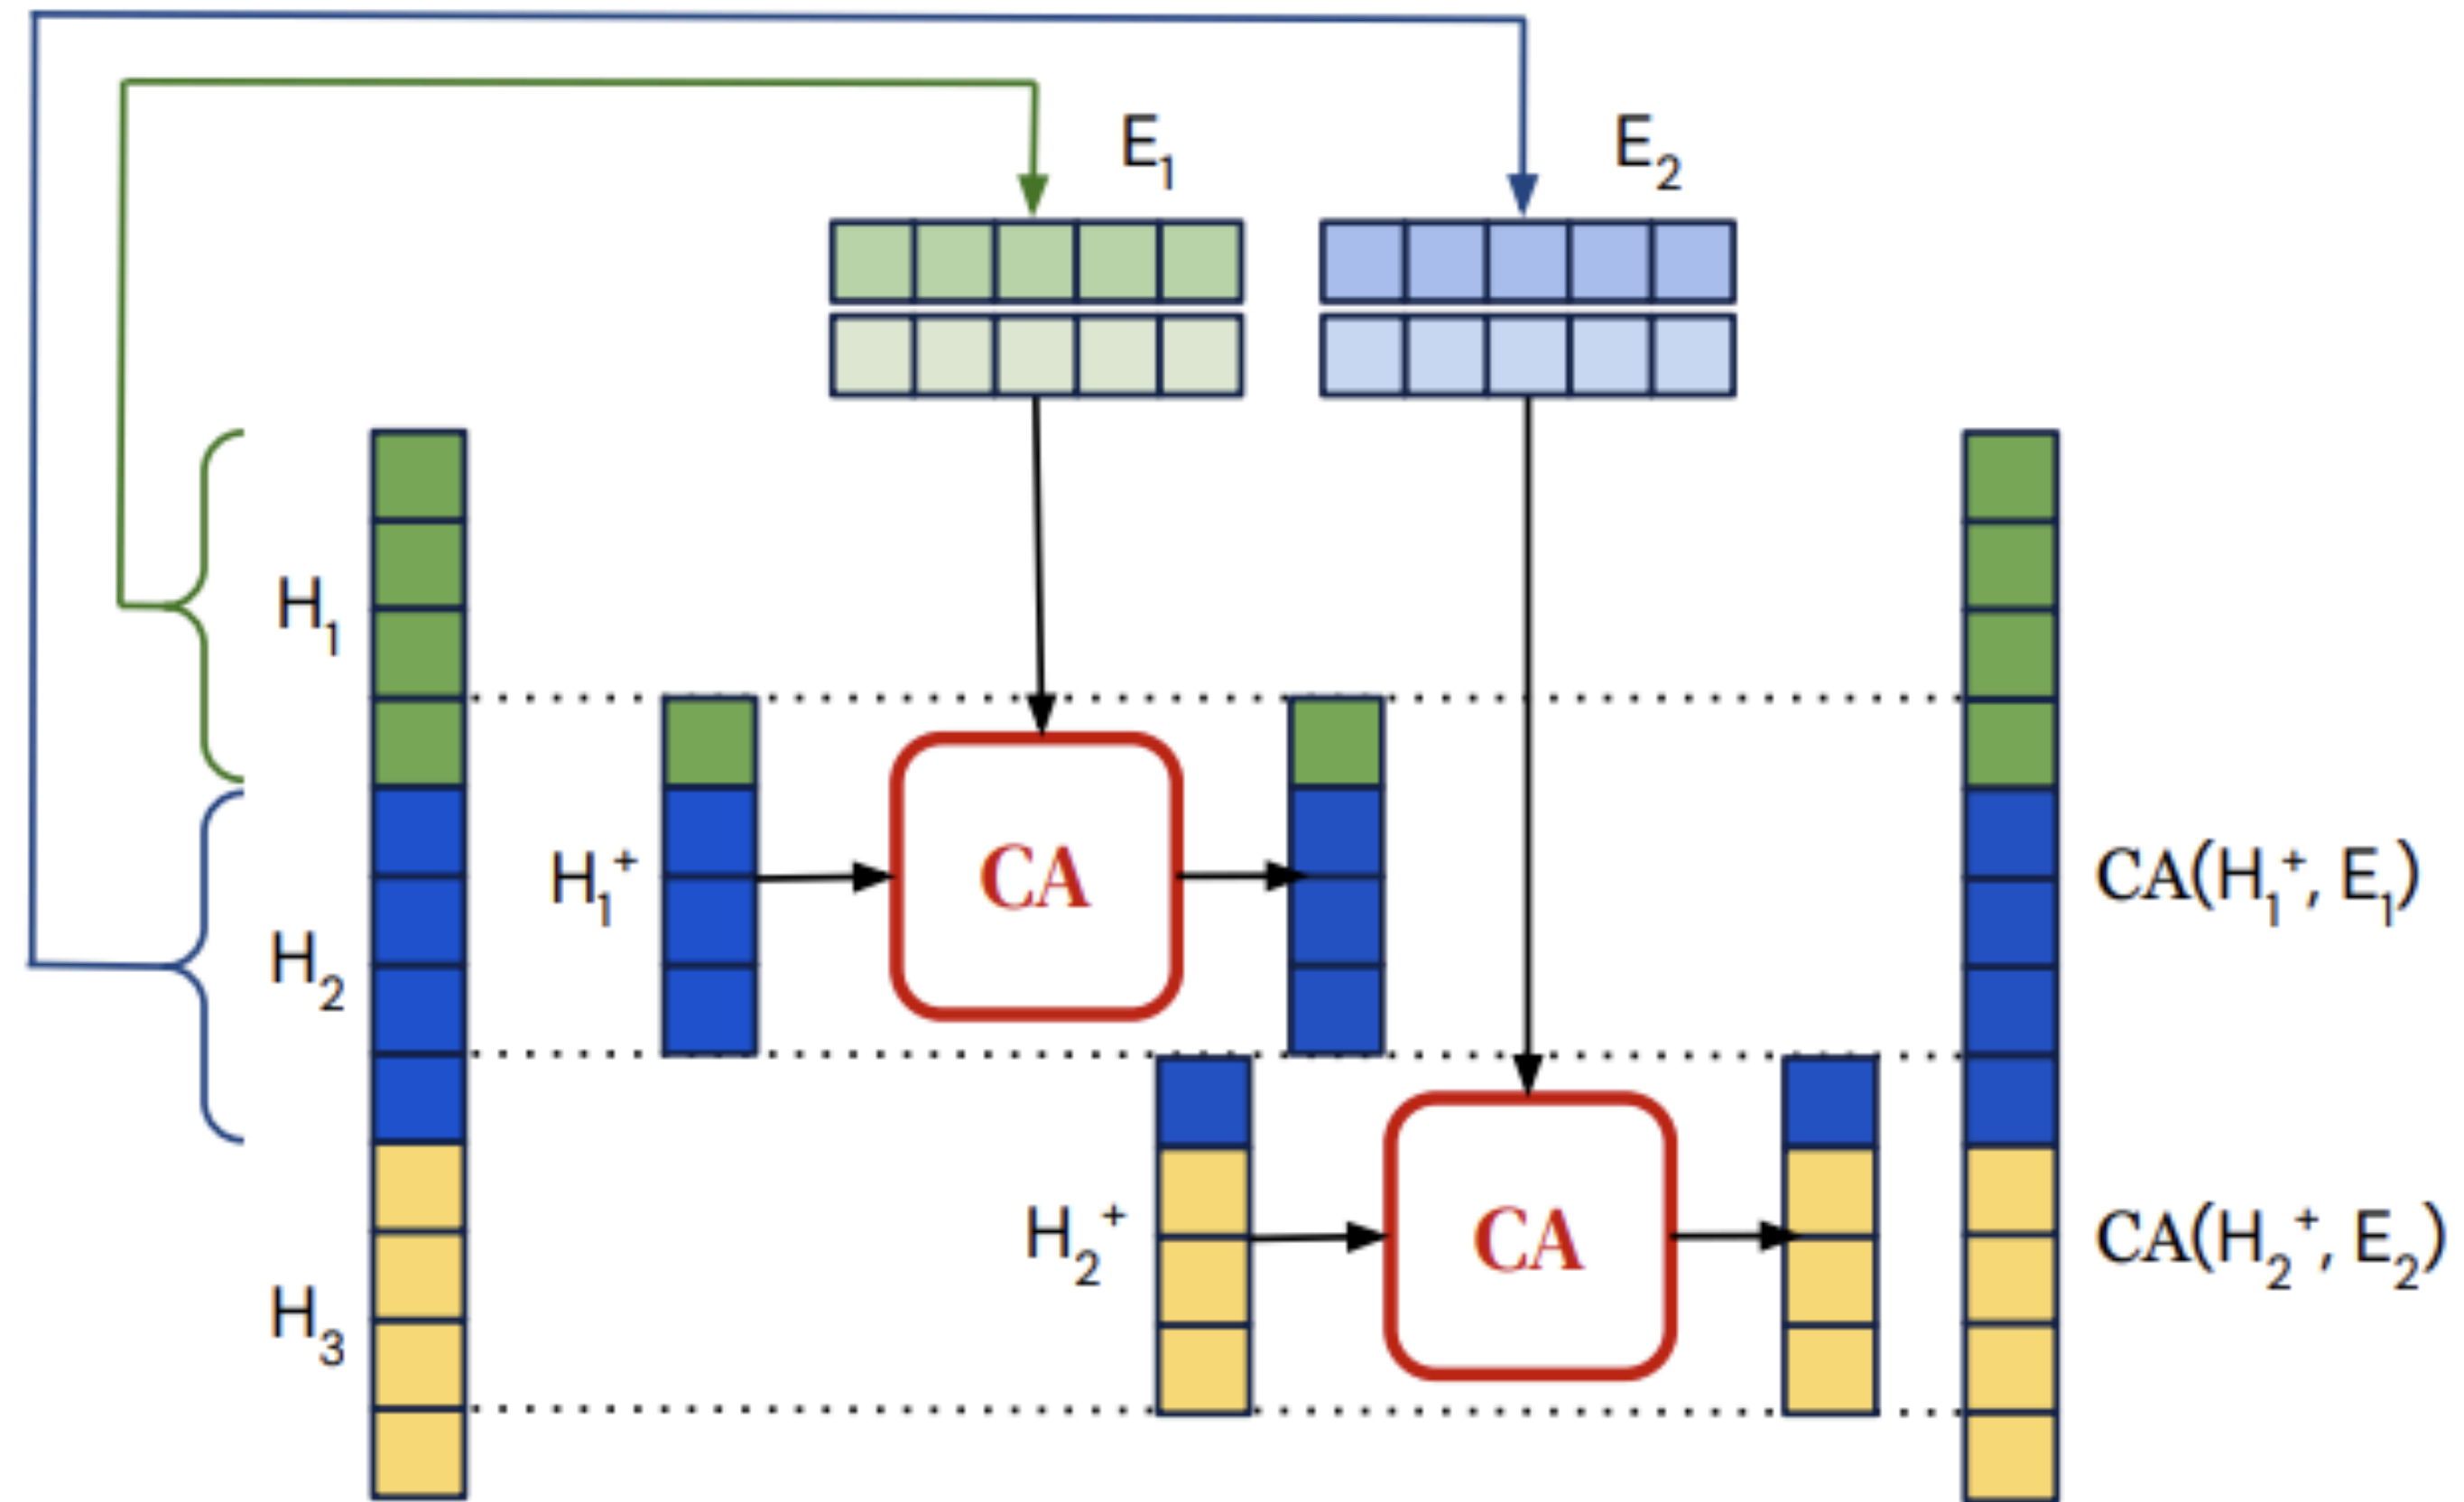 E₁
E₂
H₁
H₁⁺
CA
CA(H₁⁺, E₁)
H₂
H₂⁺
CA
CA(H₂⁺, E₂)
H₃